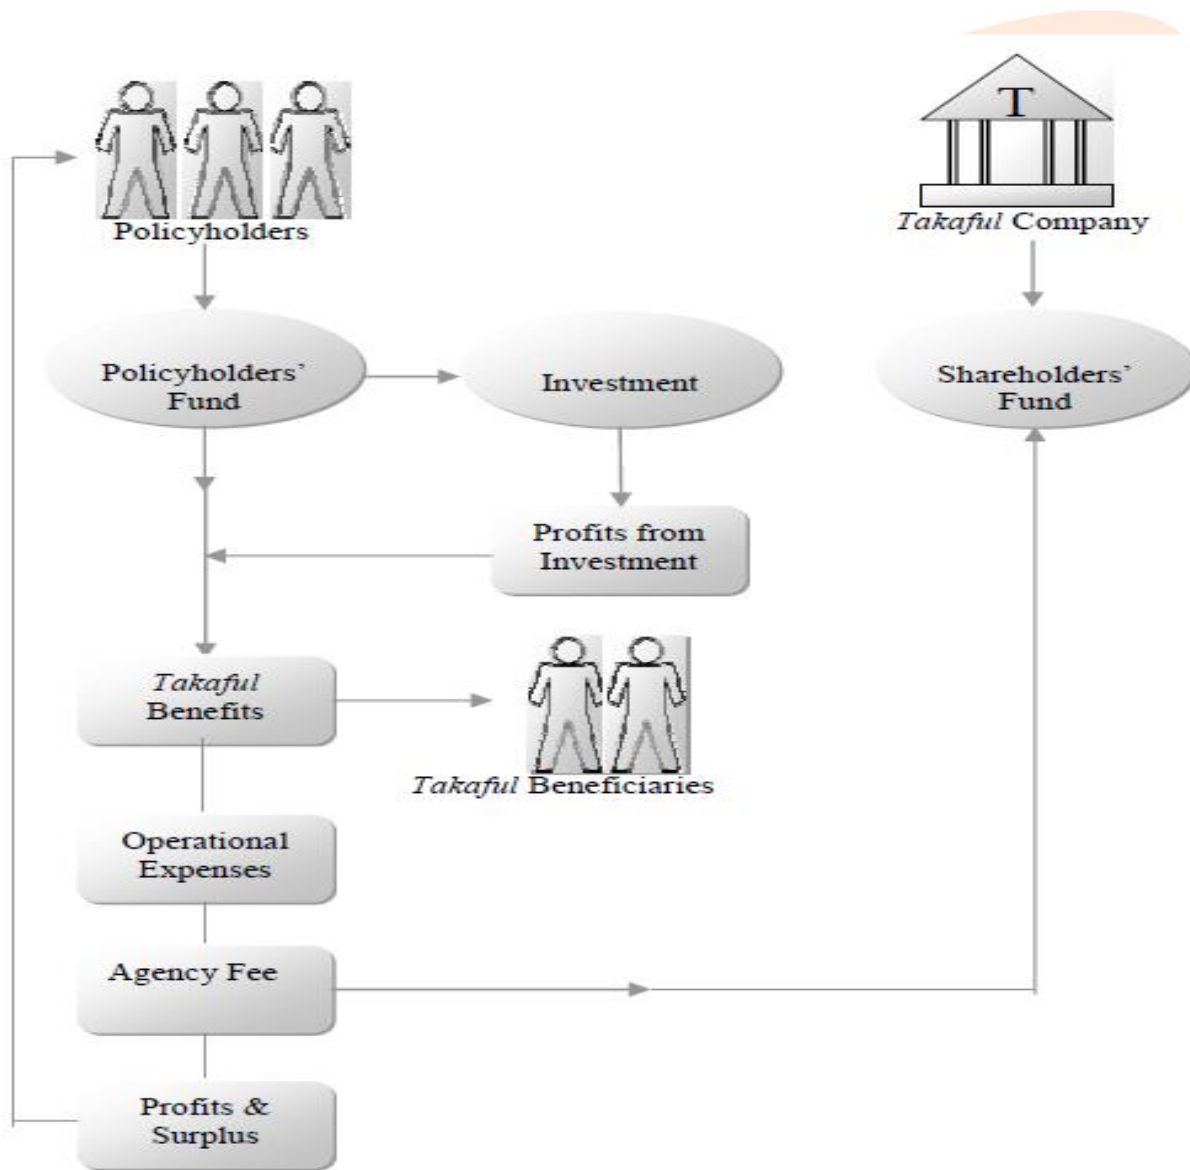 T
Policyholders
Takaful Company
Policyholders’
Fund
Investment
Shareholders’
Fund
Profits from
Investment
Takaful
Benefits
Takaful Beneficiaries
Operational
Expenses
Agency Fee
Profits &
Surplus